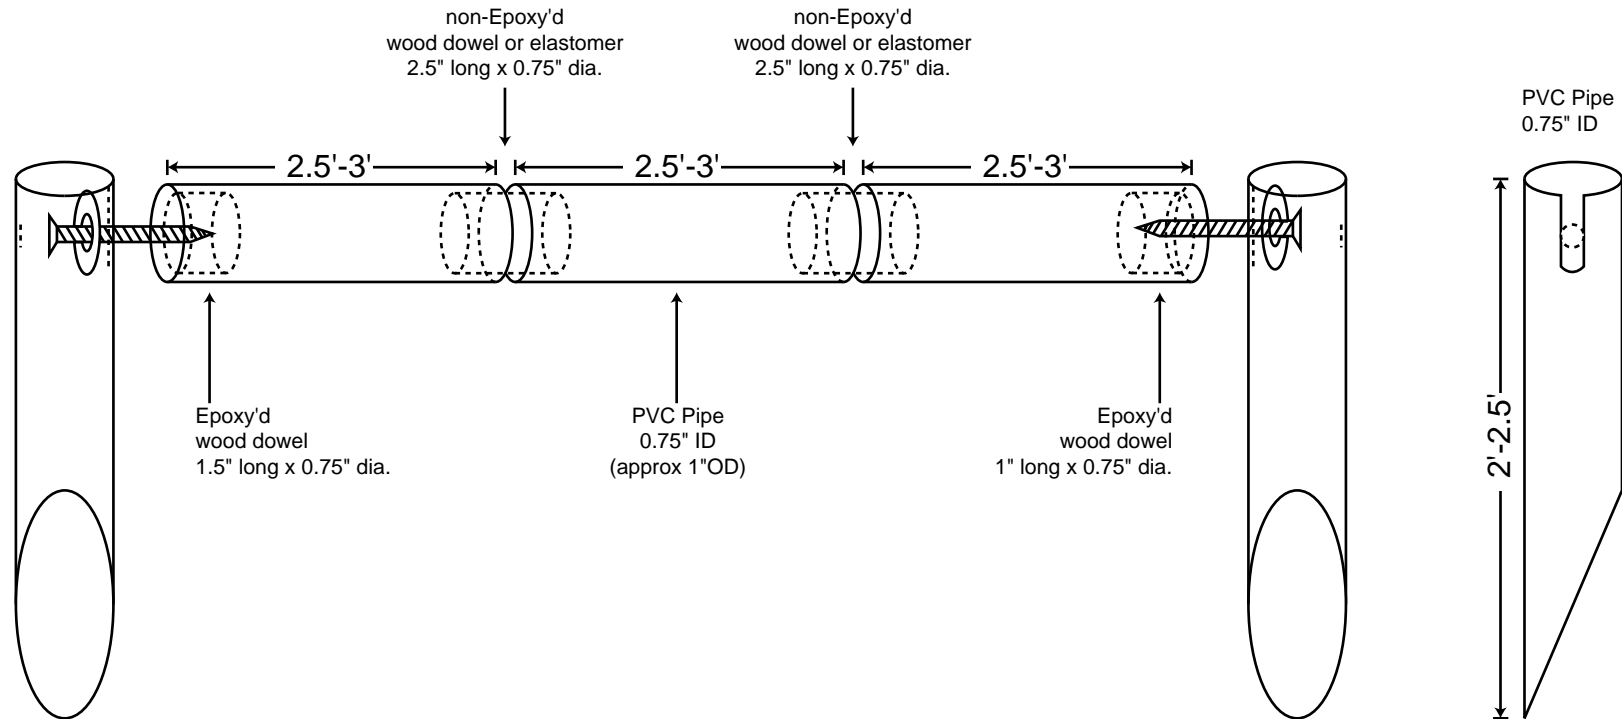 non-Epoxy'd
wood dowel or elastomer
2.5" long x 0.75" dia.
non-Epoxy'd
wood dowel or elastomer
2.5" long x 0.75" dia.
PVC Pipe
0.75" ID
2.5'-3'
2.5'-3'
2.5'-3'
Epoxy'd
wood dowel
1.5" long x 0.75" dia.
PVC Pipe
0.75" ID
(approx 1"OD)
Epoxy'd
wood dowel
1" long x 0.75" dia.
2'-2.5'